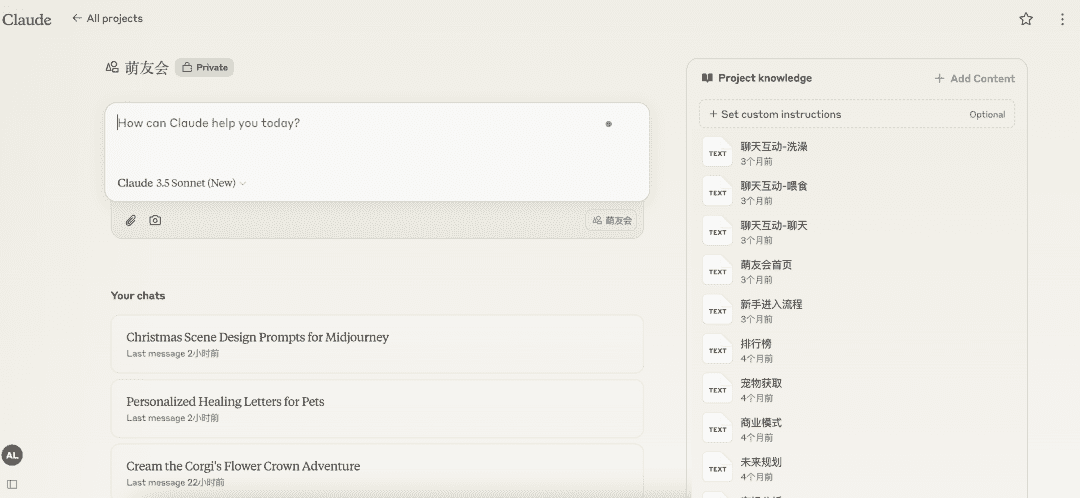 Claude
← All projects
萌友会
Private
How can Claude help you today?
Claude 3.5 Sonnet (New)
萌友会
Your chats
Christmas Scene Design Prompts for Midjourney
Last message 2小时前
Personalized Healing Letters for Pets
Last message 2小时前
Cream the Corgi's Flower Crown Adventure
Last message 22小时前
AL
Project knowledge
+ Add Content
+ Set custom instructions
Optional
TEXT
聊天互动-洗澡
3个月前
TEXT
聊天互动-喂食
3个月前
TEXT
聊天互动-聊天
3个月前
TEXT
萌友会首页
3个月前
TEXT
新手进入流程
3个月前
TEXT
排行榜
4个月前
TEXT
宠物获取
4个月前
TEXT
商业模式
4个月前
TEXT
未来规划
4个月前